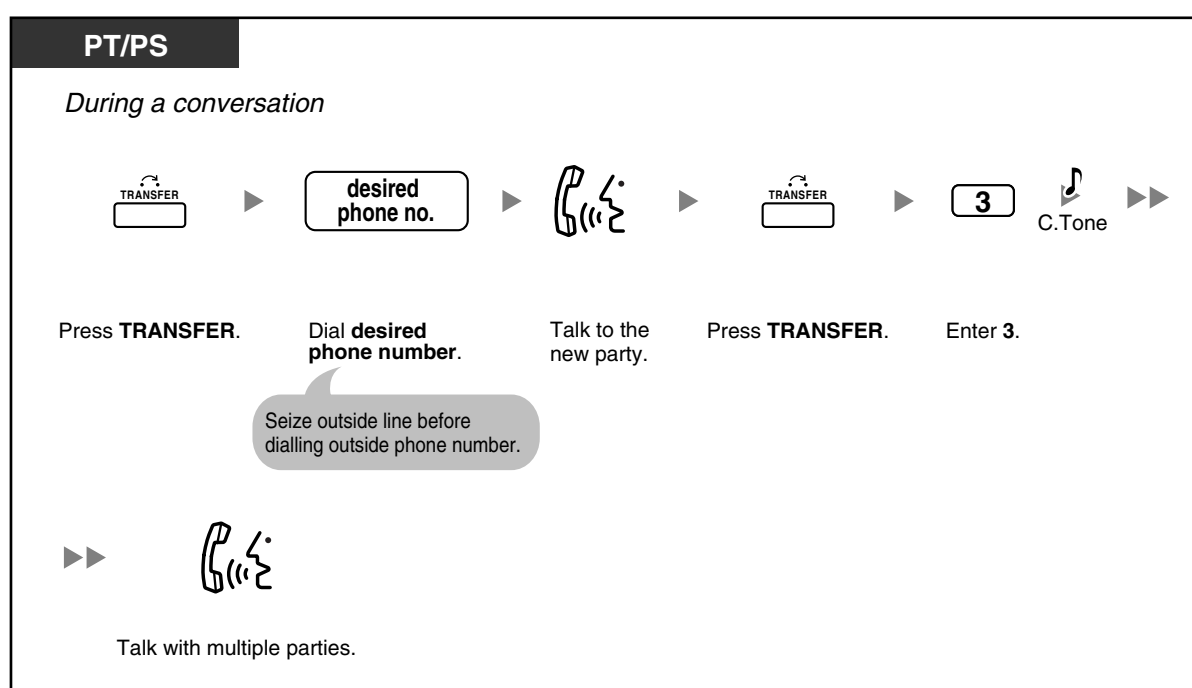 PT/PS
During a conversation
TRANSFER
desired
phone no.
TRANSFER
3
C.Tone
Press TRANSFER.
Dial desired
phone number.
Talk to the
new party.
Press TRANSFER.
Enter 3.
Seize outside line before
dialling outside phone number.
Talk with multiple parties.